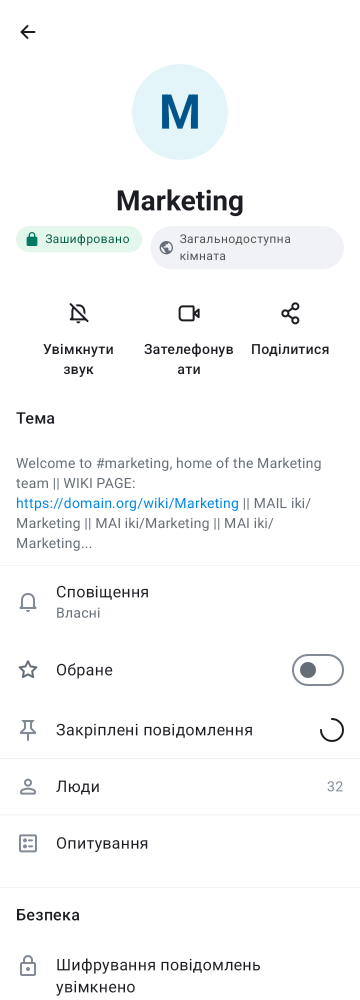 M
Marketing
Зашифровано
Загальнодоступна
кімната
Увімкнути
звук
Зателефонув
ати
Поділитися
Тема
Welcome to #marketing, home of the Marketing
team || WIKI PAGE:
https://domain.org/wiki/Marketing || MAIL iki/
Marketing || MAI iki/Marketing || MAI iki/
Marketing...
Сповіщення
Власні
Обране
Закріплені повідомлення
Люди
32
Опитування
Безпека
Шифрування повідомлень
увімкнено